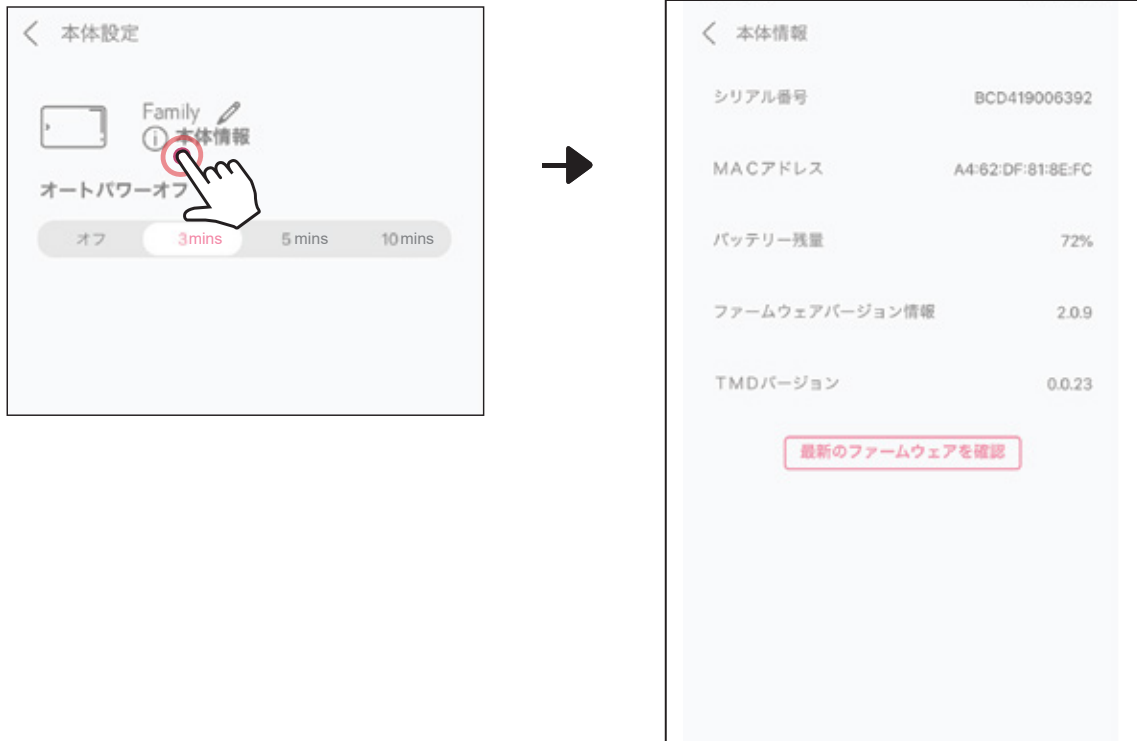 本体設定
Family
本体情報
オートパワーオフ
オフ 3mins 5 mins 10 mins
本体情報
シリアル番号 BCD419006392
MACアドレス A4:62:DF:81:8E:FC
バッテリー残量 72%
ファームウェアバージョン情報 2.0.9
TMDバージョン 0.0.23
最新のファームウェアを確認